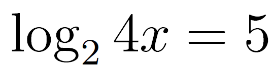 log₂ 4x = 5